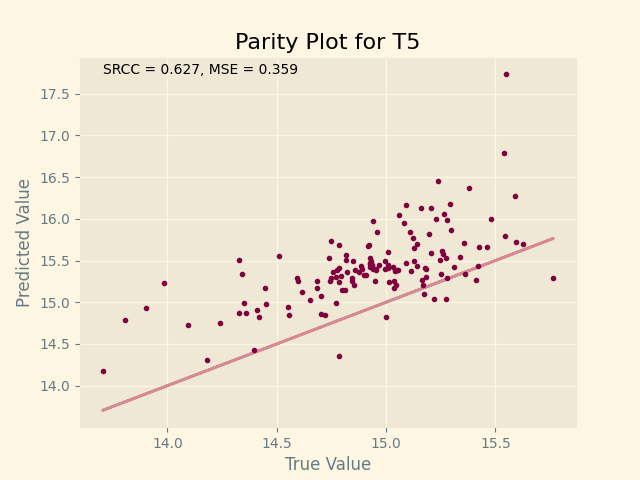 Parity Plot for T5
SRCC = 0.627, MSE = 0.359
17.5
17.0
16.5
16.0
15.5
15.0
14.5
14.0
Predicted Value
14.0 14.5 15.0 15.5
True Value